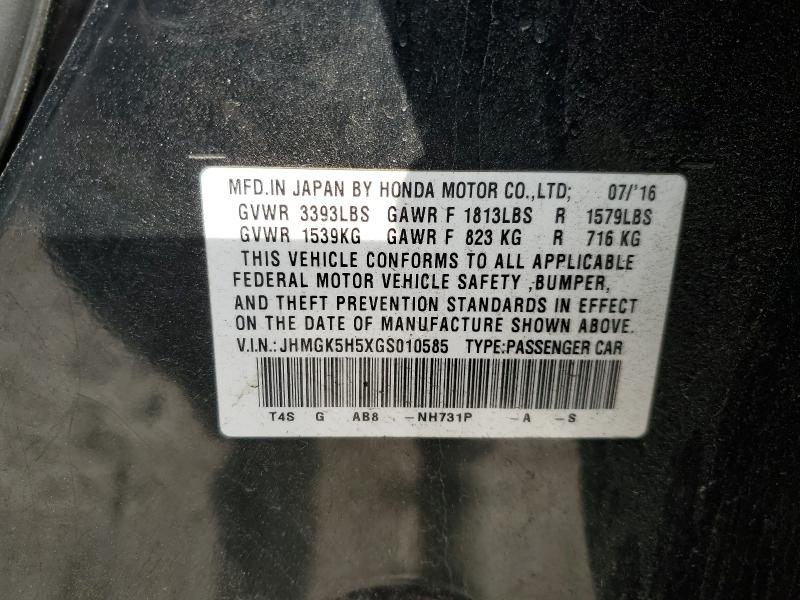 MFD.IN JAPAN BY HONDA MOTOR CO.,LTD; 07/'16
GVWR 3393LBS GAWR F 1813LBS R 1579LBS
GVWR 1539KG GAWR F 823 KG R 716 KG
THIS VEHICLE CONFORMS TO ALL APPLICABLE
FEDERAL MOTOR VEHICLE SAFETY ,BUMPER,
AND THEFT PREVENTION STANDARDS IN EFFECT
ON THE DATE OF MANUFACTURE SHOWN ABOVE.
V.I.N.:JHMGK5H5XGS010585 TYPE:PASSENGER CAR
T4S G AB8 -NH731P -A -S